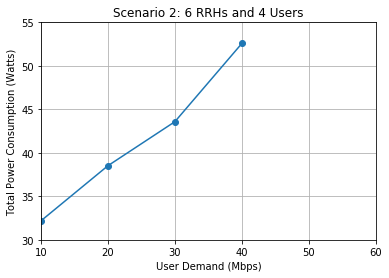 Scenario 2: 6 RRHs and 4 Users
55
50
45
40
35
30
Total Power Consumption (Watts)
10 20 30 40 50 60
User Demand (Mbps)